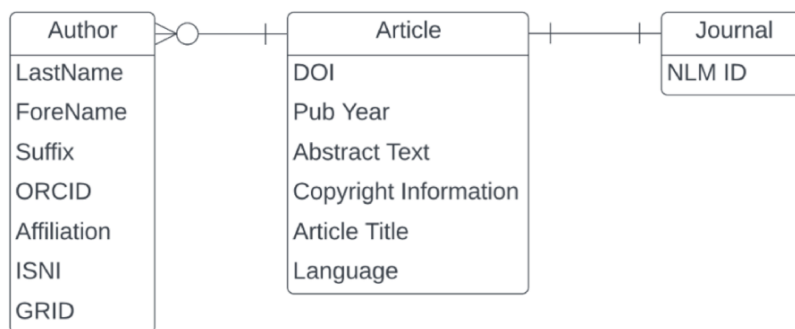 Author
LastName
ForeName
Suffix
ORCID
Affiliation
ISNI
GRID
Article
DOI
Pub Year
Abstract Text
Copyright Information
Article Title
Language
Journal
NLM ID